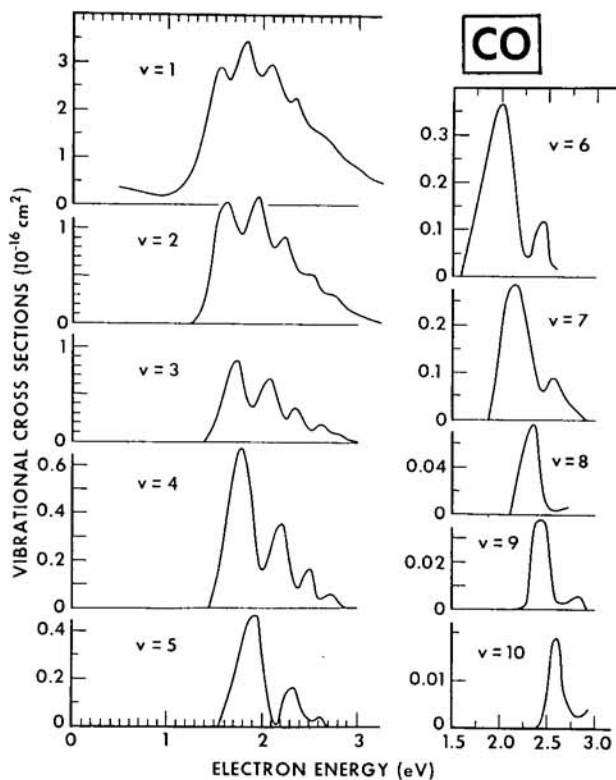 CO
VIBRATIONAL CROSS SECTIONS (10⁻¹⁶ cm²)
v = 1
3
2
1
0
v = 2
1
0
v = 3
1
0
v = 4
0.6
0.4
0.2
0
v = 5
0.4
0.2
0
0 1 2 3
v = 6
0.3
0.2
0.1
0
v = 7
0.2
0.1
0
v = 8
0.04
0
v = 9
0.02
0
v = 10
0.01
0
1.5 2.0 2.5 3.0
ELECTRON ENERGY (eV)